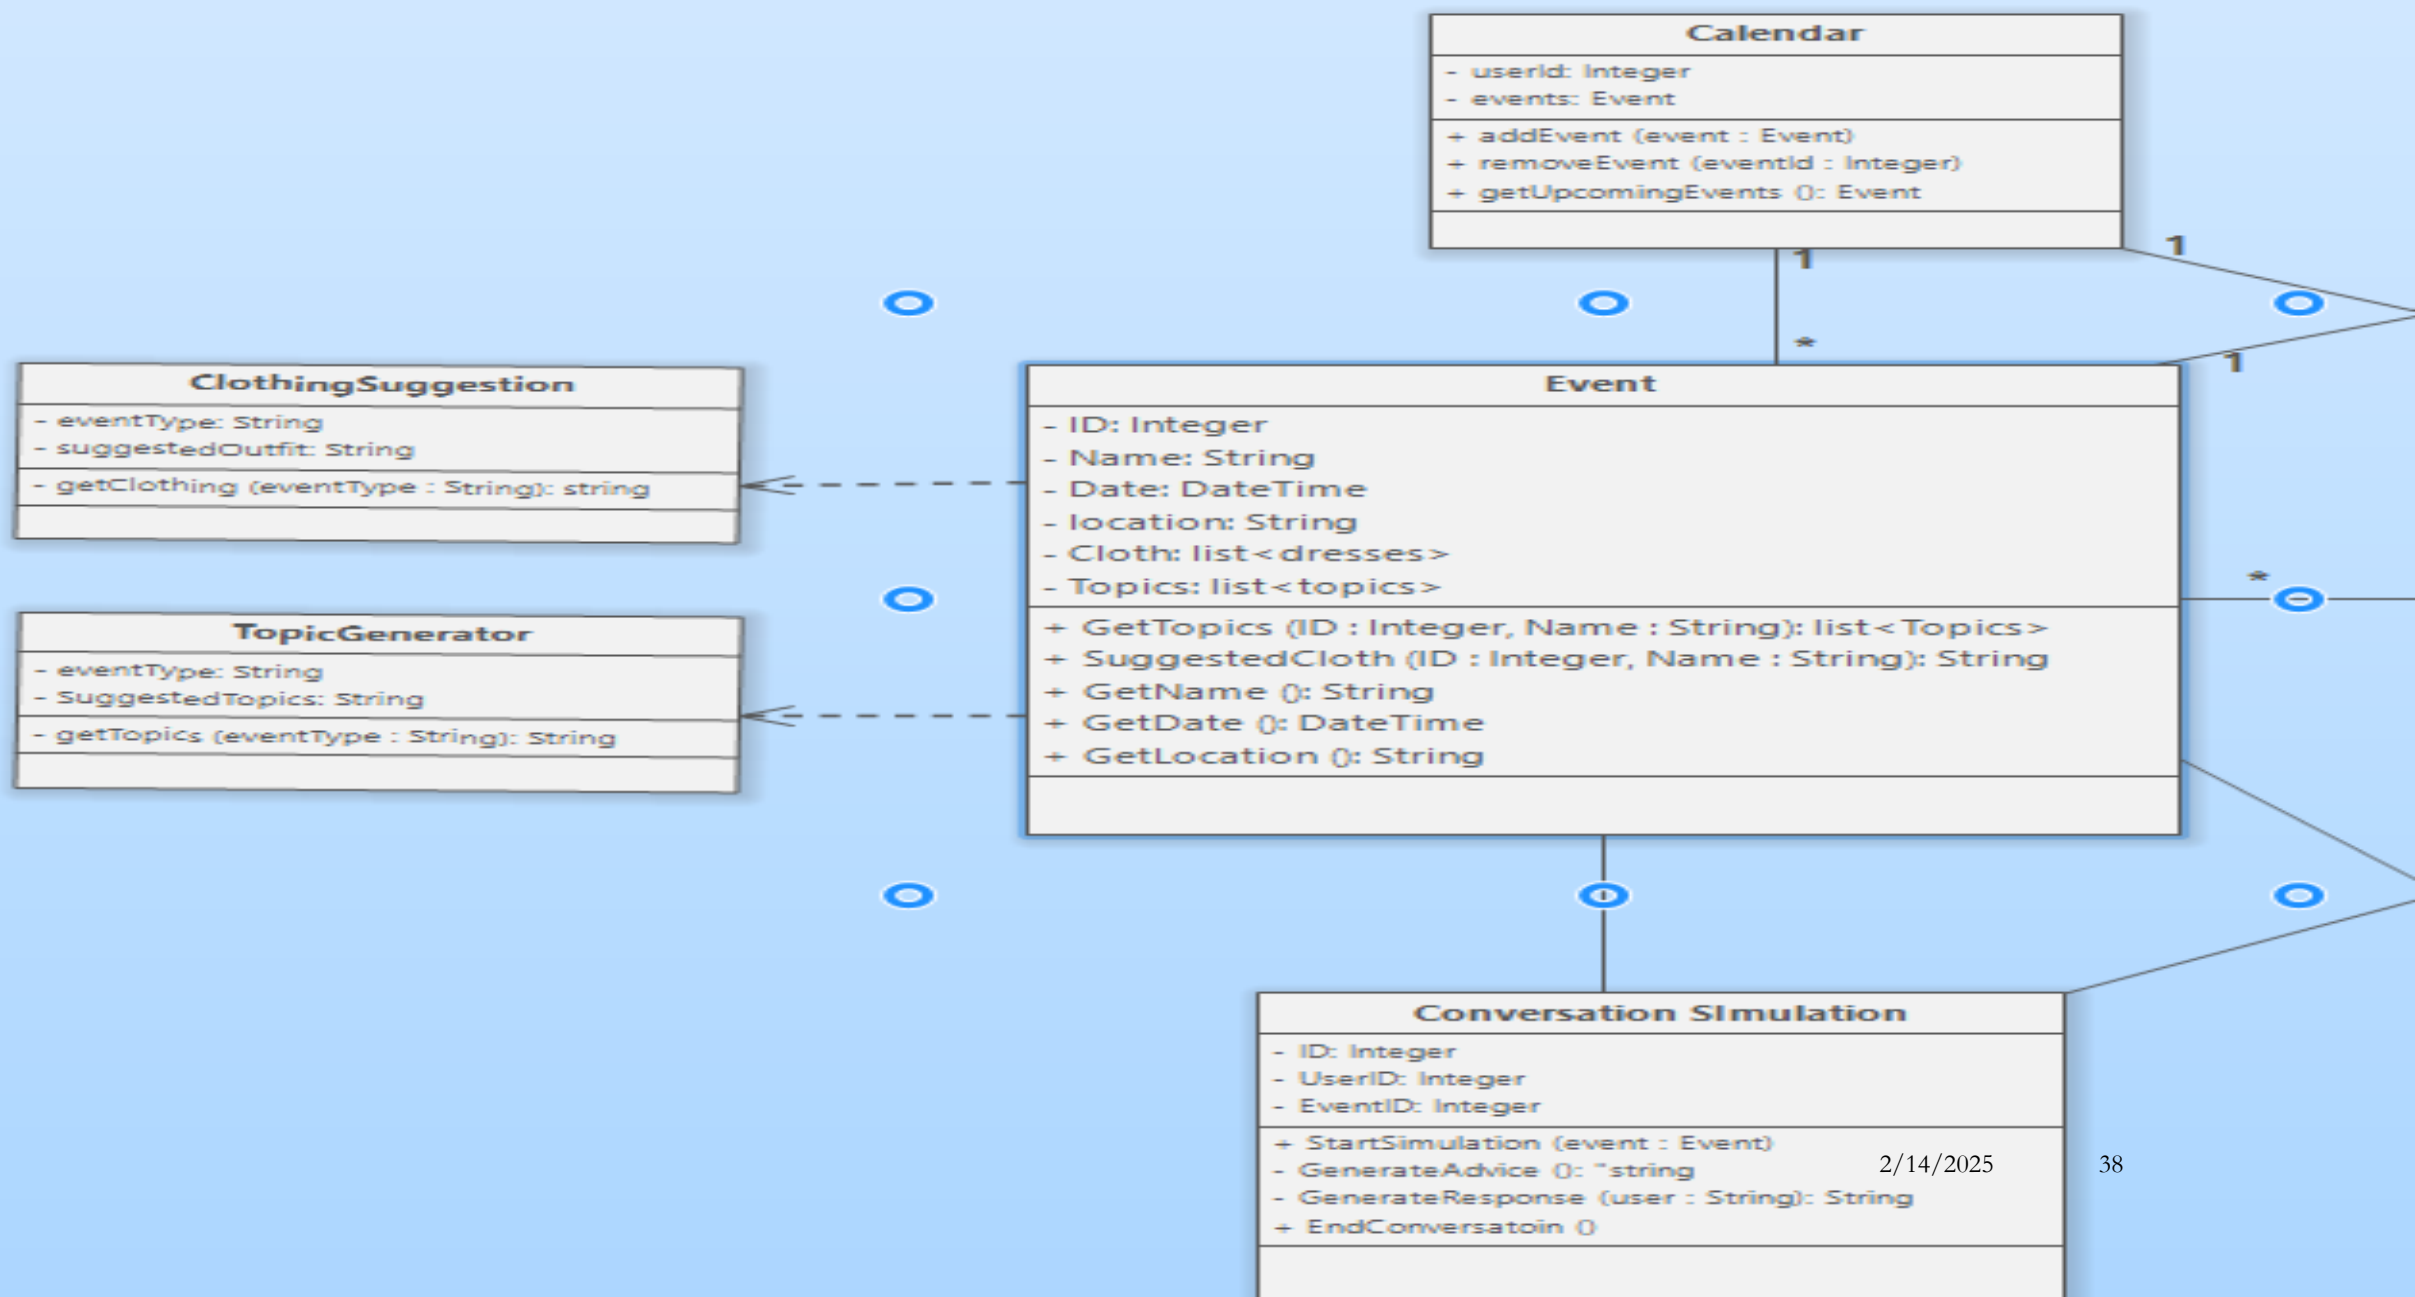 Calendar
- userId: Integer
- events: Event
+ addEvent (event : Event)
+ removeEvent (eventId : Integer)
+ getUpcomingEvents (): Event
1
1
*
1
ClothingSuggestion
- eventType: String
- suggestedOutfit: String
- getClothing (eventType : String): string
Event
- ID: Integer
- Name: String
- Date: DateTime
- location: String
- Cloth: list<dresses>
- Topics: list<topics>
+ GetTopics (ID : Integer, Name : String): list<Topics>
+ SuggestedCloth (ID : Integer, Name : String): String
+ GetName (): String
+ GetDate (): DateTime
+ GetLocation (): String
*
TopicGenerator
- eventType: String
- SuggestedTopics: String
- getTopics (eventType : String): String
Conversation SImulation
- ID: Integer
- UserID: Integer
- EventID: Integer
+ StartSimulation (event : Event)
- GenerateAdvice (): "string
- GenerateResponse (user : String): String
+ EndConversatoin ()
2/14/2025
38